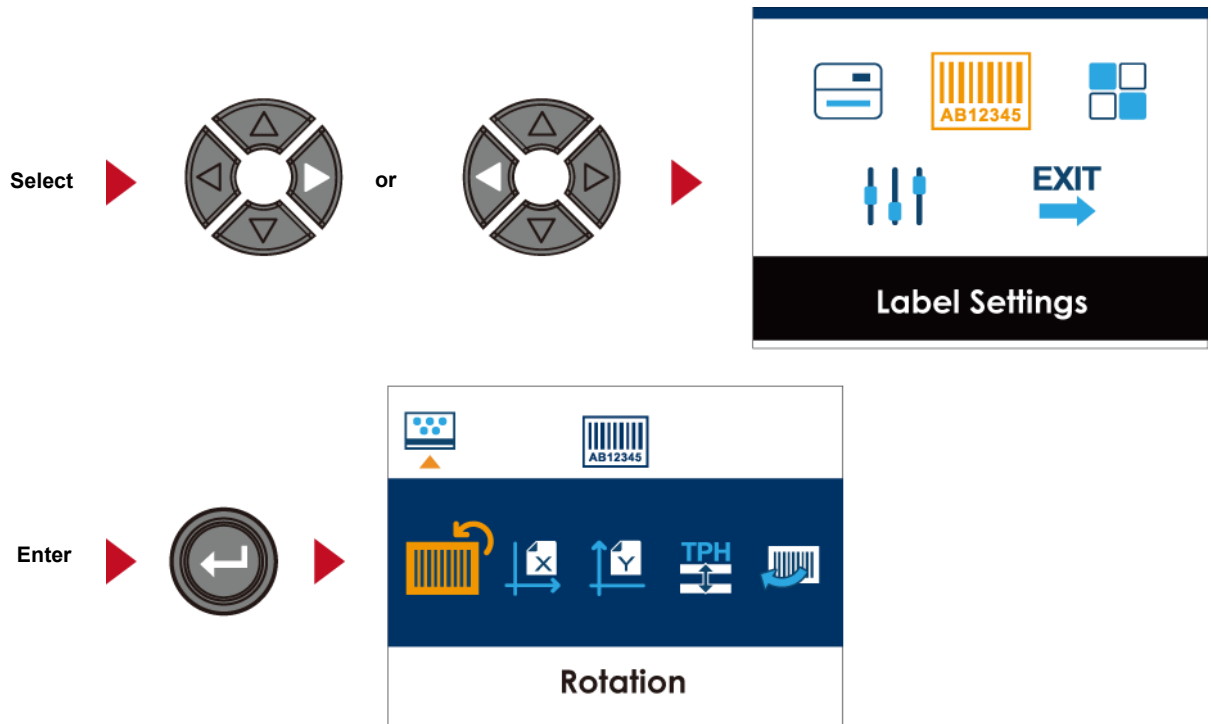 AB12345
Select
or
EXIT
Label Settings
AB12345
Enter
X
Y
TPH
Rotation